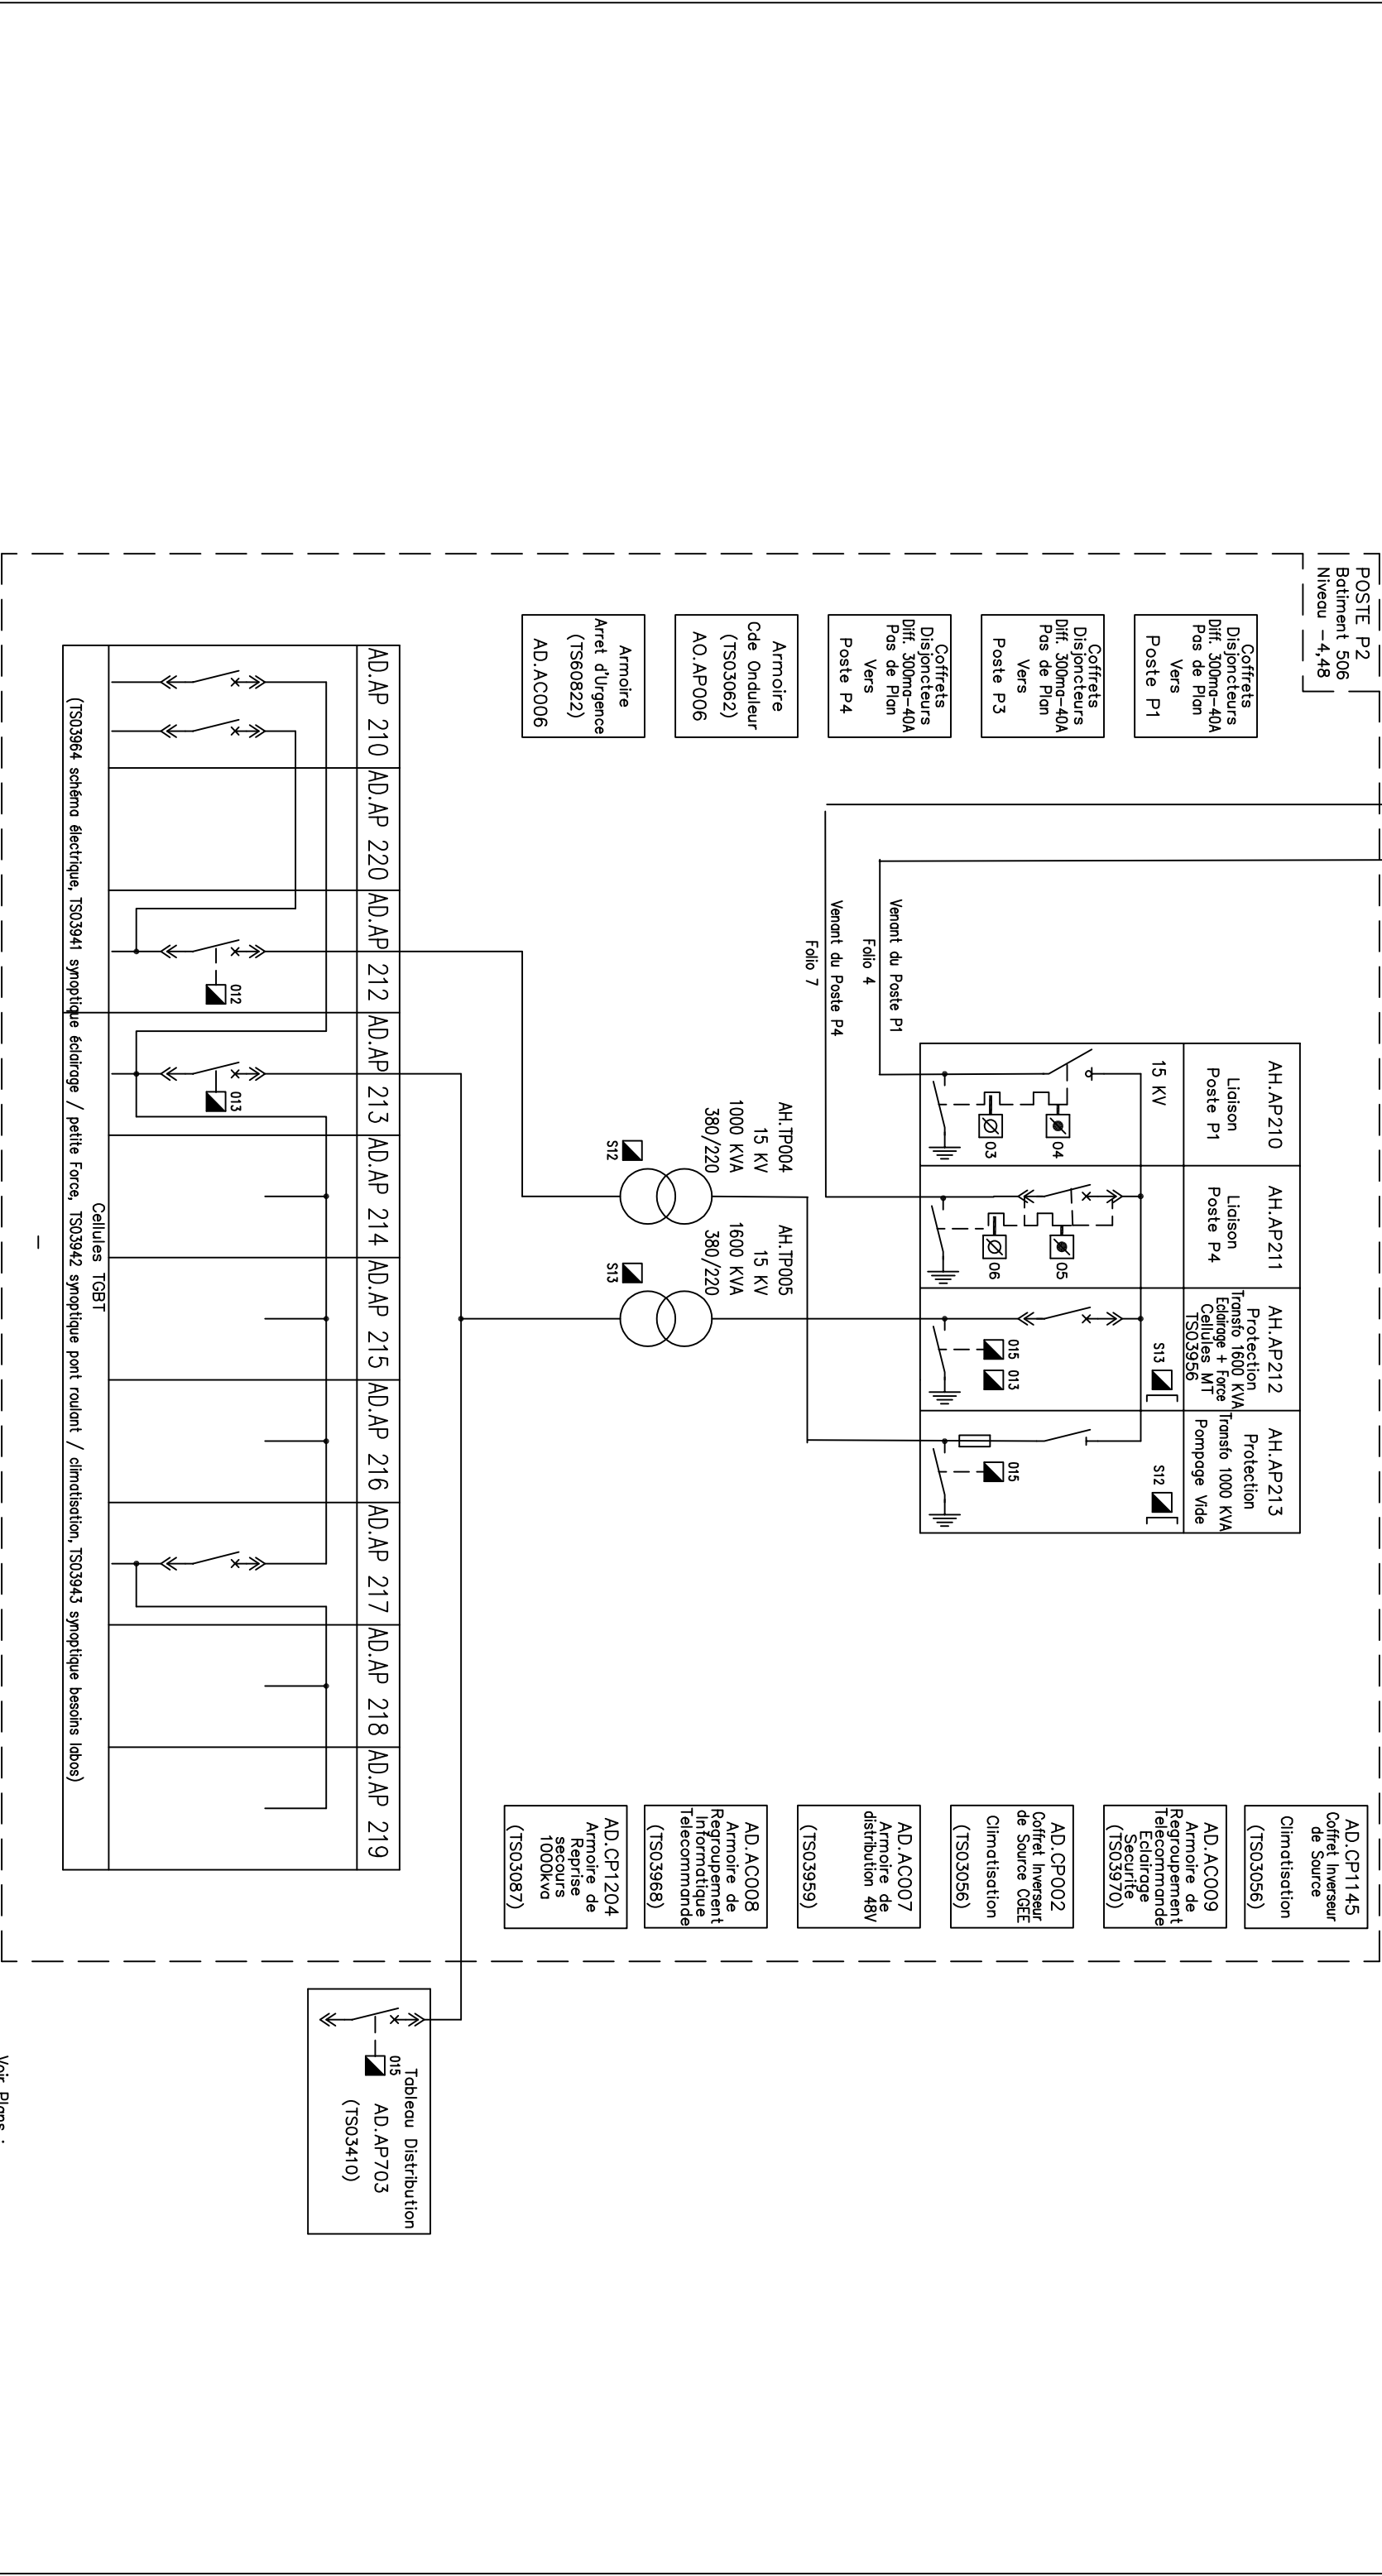 POSTE P2
Batiment 506
Niveau -4,48
Coffrets
Disjoncteurs
Diff. 300ma-40A
Pas de Plan
Vers
Poste P1
Coffrets
Disjoncteurs
Diff. 300ma-40A
Pas de Plan
Vers
Poste P3
Coffrets
Disjoncteurs
Diff. 300ma-40A
Pas de Plan
Vers
Poste P4
Armoire
Cde Onduleur
(TS03062)
AO.AP006
Armoire
Arret d'Urgence
(TS60822)
AD.AC006
Venant du Poste P1
Folio 4
Venant du Poste P4
Folio 7
AH.AP210
Liaison
Poste P1
15 KV
04
03
AH.AP211
Liaison
Poste P4
05
06
AH.AP212
Protection
Transfo 1600 KVA
Eclairage + Force
Cellules MT
TS03956
S13
015
013
AH.AP213
Protection
Transfo 1000 KVA
Pompage Vide
S12
015
AH.TP004
15 KV
1000 KVA
380/220
S12
AH.TP005
15 KV
1600 KVA
380/220
S13
AD.CP1145
Coffret Inverseur
de Source
Climatisation
(TS03056)
AD.AC009
Armoire de
Regroupement
Telecommande
Eclairage
Securite
(TS03970)
AD.CP002
Coffret Inverseur
de Source CGEE
Climatisation
(TS03056)
AD.AC007
Armoire de
distribution 48V
(TS03959)
AD.AC008
Armoire de
Regroupement
Informatique
Telecommande
(TS03968)
AD.CP1204
Armoire de
Reprise
secours
1000kva
(TS03087)
AD.AP 210
AD.AP 220
AD.AP 212
AD.AP 213
AD.AP 214
AD.AP 215
AD.AP 216
AD.AP 217
AD.AP 218
AD.AP 219
012
013
Cellules TGBT
(TS03964 schéma électrique, TS03941 synoptique éclairage / petite Force, TS03942 synoptique pont roulant / climatisation, TS03943 synoptique besoins labos)
Tableau Distribution
015
AD.AP703
(TS03410)
Voir Plans :